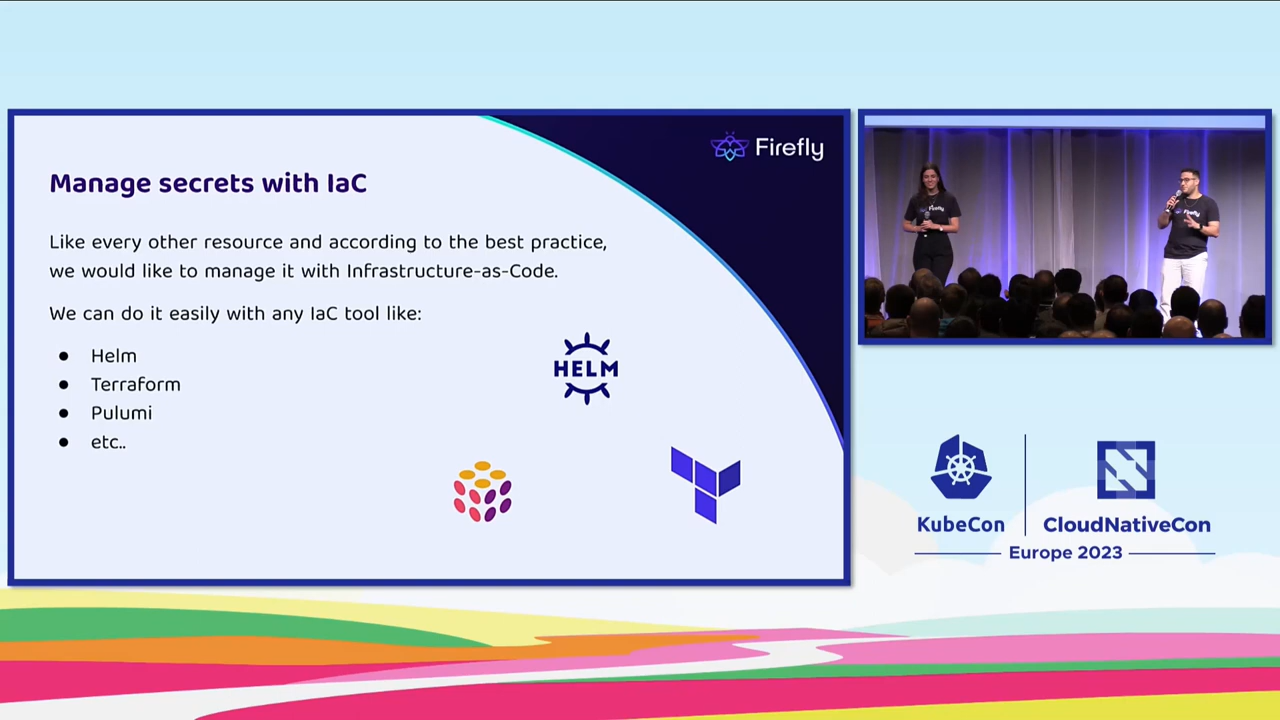 Firefly
Manage secrets with IaC
Like every other resource and according to the best practice,
we would like to manage it with Infrastructure-as-Code.
We can do it easily with any IaC tool like:
● Helm
● Terraform
● Pulumi
● etc..
HELM
Firefly
Firefly
KubeCon
CloudNativeCon
Europe 2023